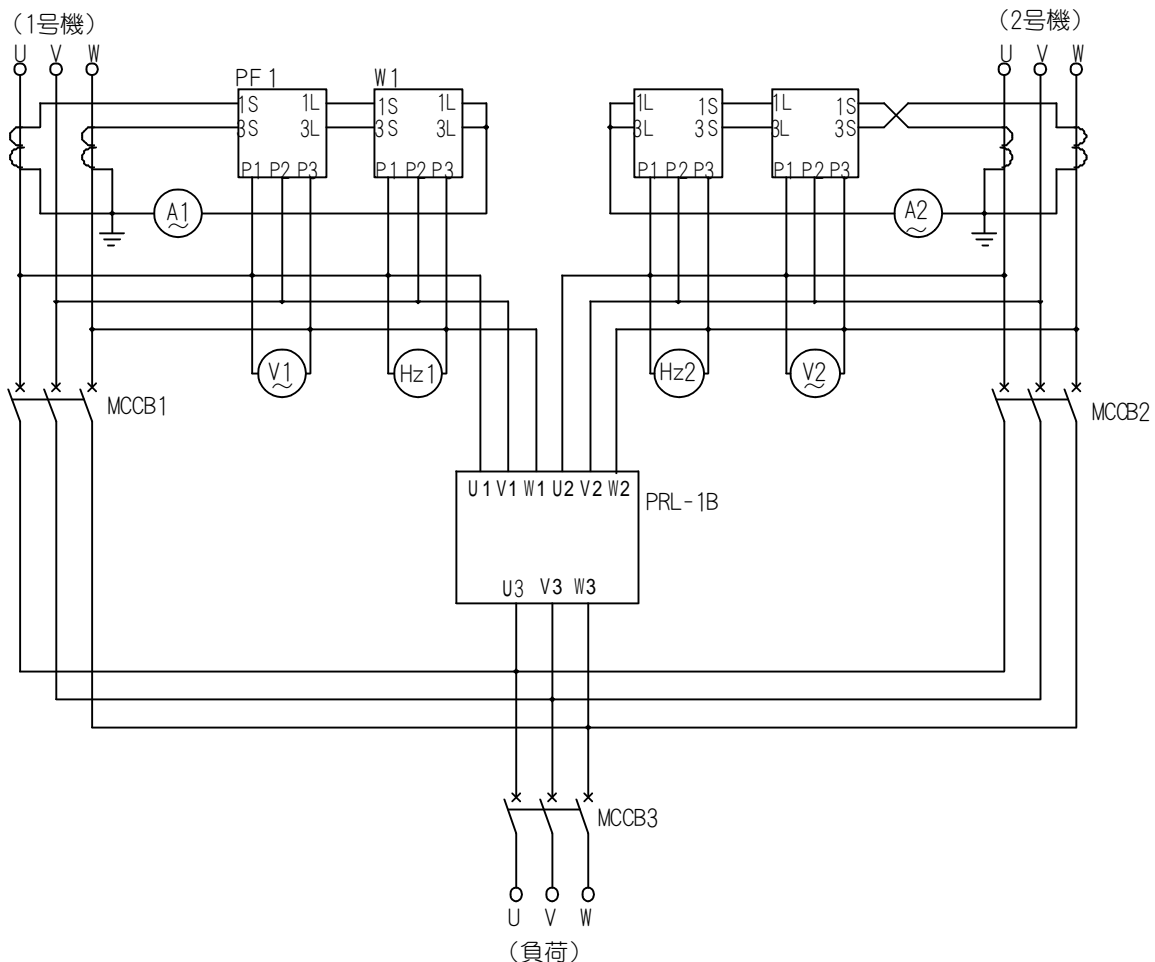 (1号機)
(2号機)
U V W
U V W
PF1
W1
1S 1L
3S 3L
P1 P2 P3
1S 1L
3S 3L
P1 P2 P3
1L 1S
3L 3S
P1 P2 P3
1L 1S
3L 3S
P1 P2 P3
A1
A2
V1
Hz1
Hz2
V2
MCCB1
MCCB2
U1 V1 W1 U2 V2 W2
PRL-1B
U3 V3 W3
MCCB3
U V W
(負荷)